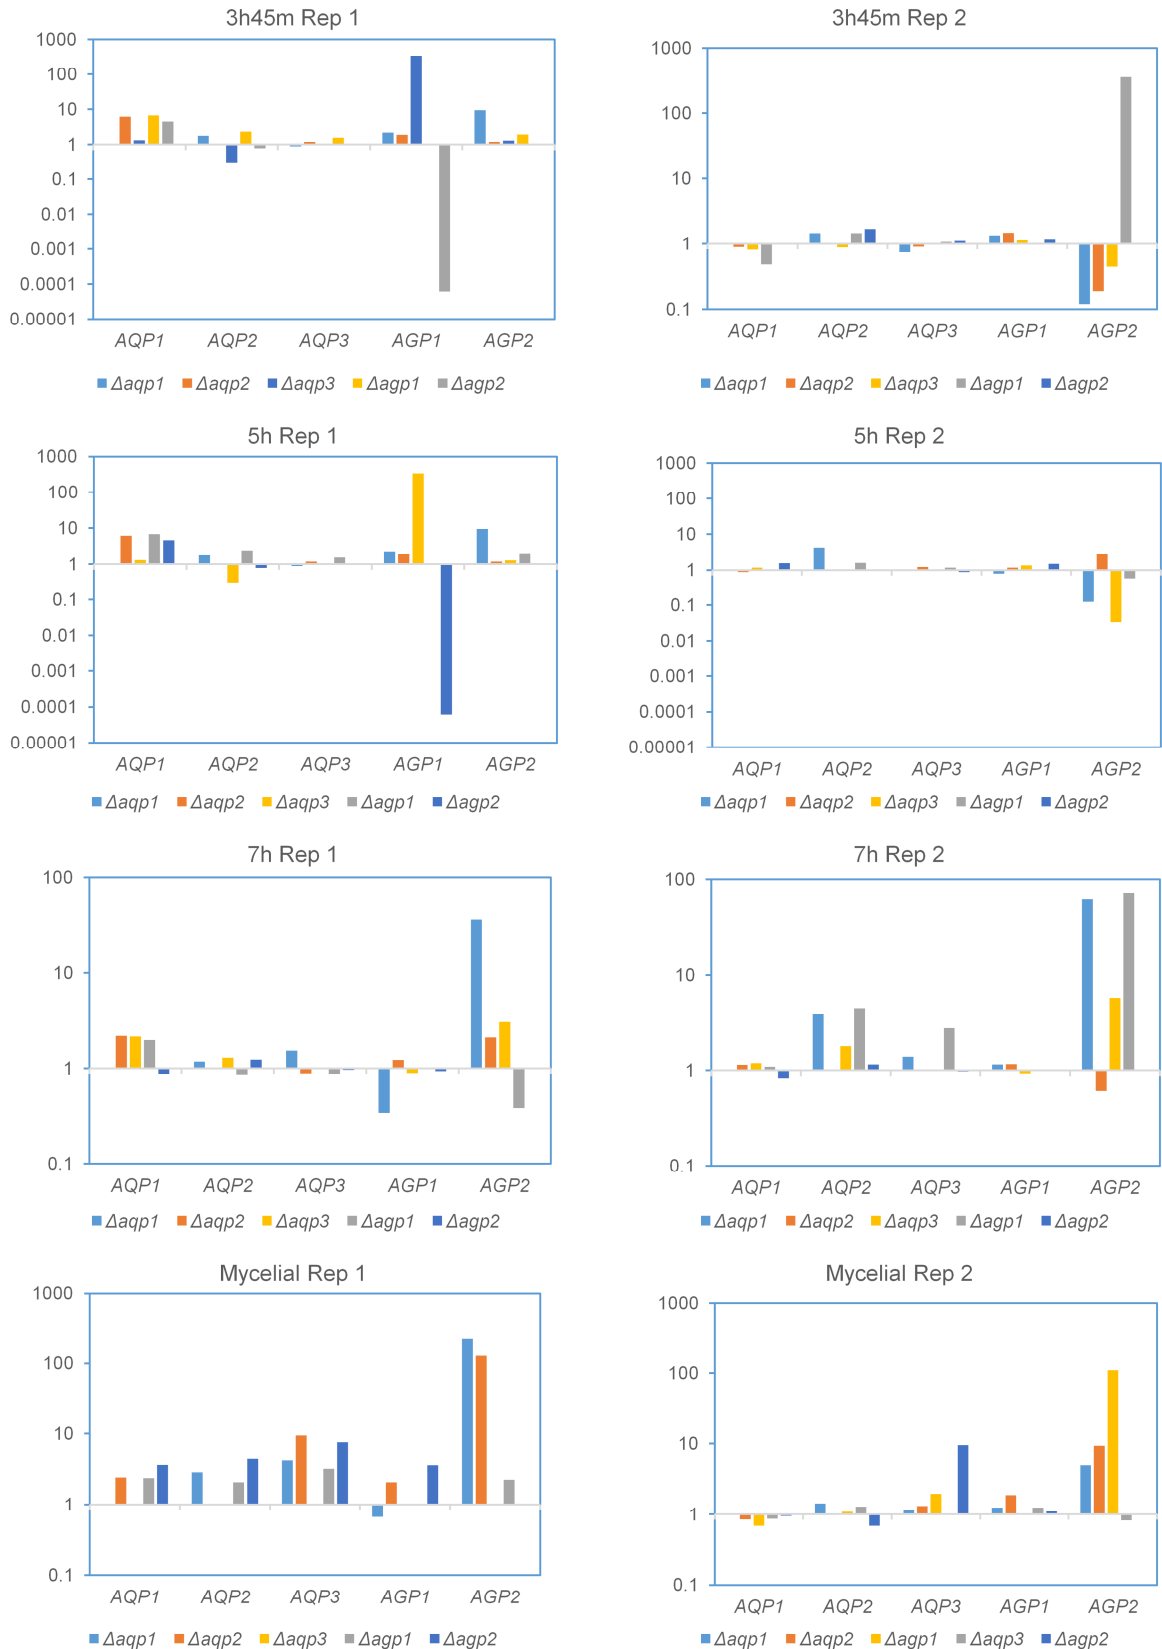 3h45m Rep 1
1000
100
10
1
0.1
0.01
0.001
0.0001
0.00001
AQP1 AQP2 AQP3 AGP1 AGP2
Δaqp1 Δaqp2 Δaqp3 Δagp1 Δagp2
3h45m Rep 2
1000
100
10
1
0.1
AQP1 AQP2 AQP3 AGP1 AGP2
Δaqp1 Δaqp2 Δaqp3 Δagp1 Δagp2
5h Rep 1
1000
100
10
1
0.1
0.01
0.001
0.0001
0.00001
AQP1 AQP2 AQP3 AGP1 AGP2
Δaqp1 Δaqp2 Δaqp3 Δagp1 Δagp2
5h Rep 2
1000
100
10
1
0.1
0.01
0.001
0.0001
0.00001
AQP1 AQP2 AQP3 AGP1 AGP2
Δaqp1 Δaqp2 Δaqp3 Δagp1 Δagp2
7h Rep 1
100
10
1
0.1
AQP1 AQP2 AQP3 AGP1 AGP2
Δaqp1 Δaqp2 Δaqp3 Δagp1 Δagp2
7h Rep 2
100
10
1
0.1
AQP1 AQP2 AQP3 AGP1 AGP2
Δaqp1 Δaqp2 Δaqp3 Δagp1 Δagp2
Mycelial Rep 1
1000
100
10
1
0.1
AQP1 AQP2 AQP3 AGP1 AGP2
Δaqp1 Δaqp2 Δaqp3 Δagp1 Δagp2
Mycelial Rep 2
1000
100
10
1
0.1
AQP1 AQP2 AQP3 AGP1 AGP2
Δaqp1 Δaqp2 Δagp1 Δaqp3 Δagp2